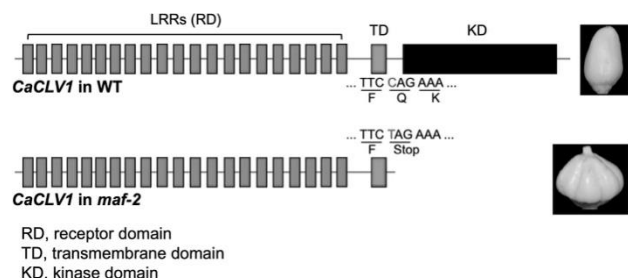 LRRs (RD)
TD
KD
CaCLV1 in WT
... TTC CAG AAA ...
F Q K
... TTC TAG AAA ...
F Stop
CaCLV1 in maf-2
RD, receptor domain
TD, transmembrane domain
KD, kinase domain